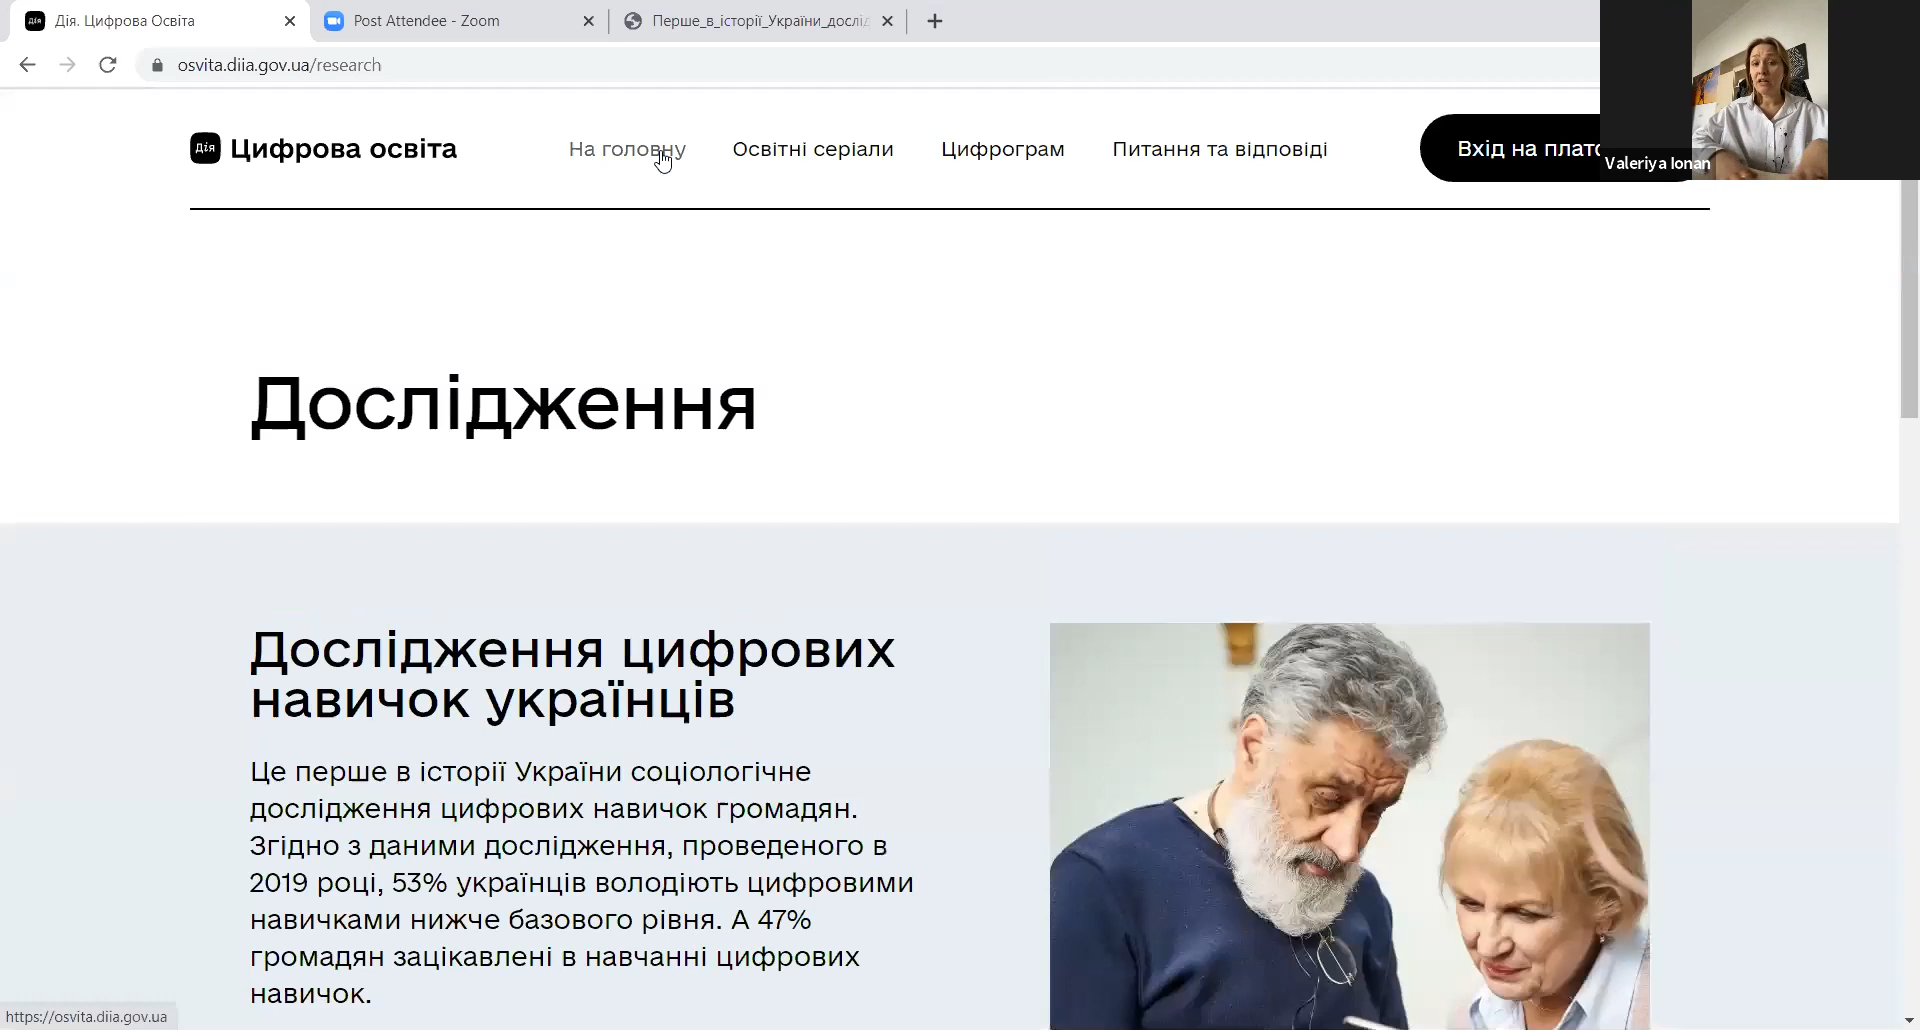 Дія. Цифрова Освіта
Post Attendee - Zoom
Перше_в_історії_України_дослід
osvita.diia.gov.ua/research
Дія
Цифрова освіта
На головну
Освітні серіали
Цифрограм
Питання та відповіді
Вхід на плат
Valeriya Ionan
Дослідження
Дослідження цифрових
навичок українців
Це перше в історії України соціологічне
дослідження цифрових навичок громадян.
Згідно з даними дослідження, проведеного в
2019 році, 53% українців володіють цифровими
навичками нижче базового рівня. А 47%
громадян зацікавлені в навчанні цифрових
навичок.
https://osvita.diia.gov.ua